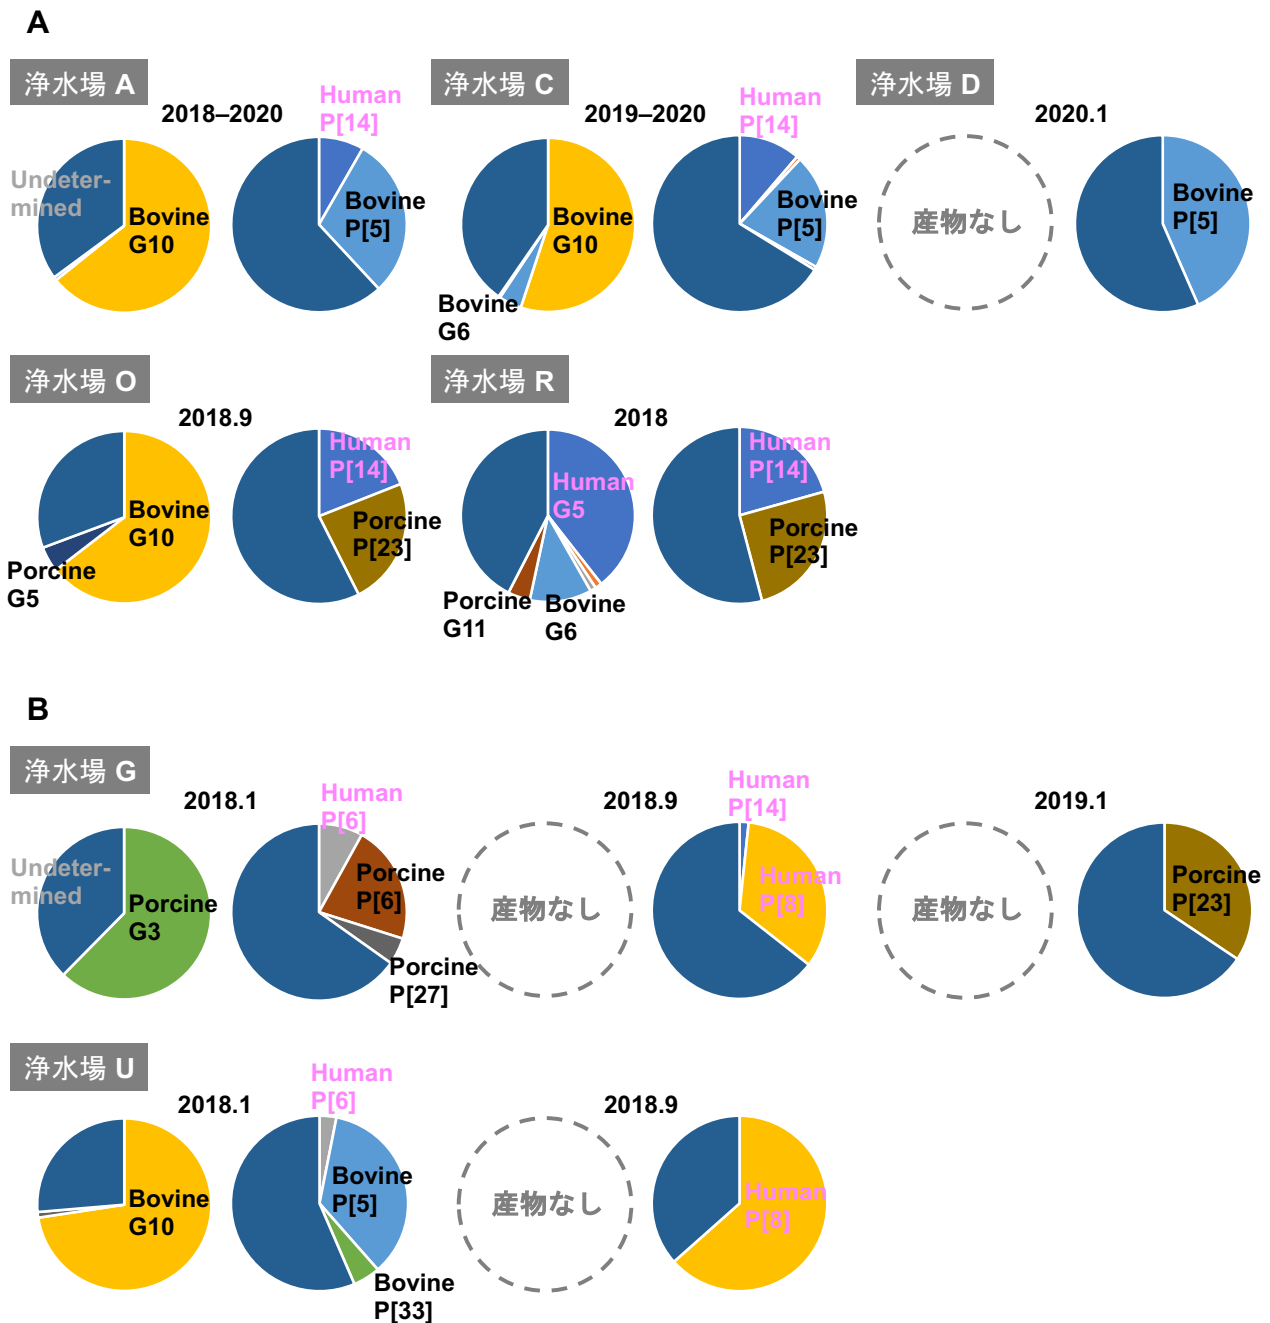 A
浄水場 A
2018–2020
Undeter-
mined
Bovine
G10
Human
P[14]
Bovine
P[5]
浄水場 C
2019–2020
Bovine
G10
Bovine
G6
Human
P[14]
Bovine
P[5]
浄水場 D
2020.1
産物なし
Bovine
P[5]
浄水場 O
2018.9
Bovine
G10
Porcine
G5
Human
P[14]
Porcine
P[23]
浄水場 R
2018
Human
G5
Porcine
G11
Bovine
G6
Human
P[14]
Porcine
P[23]
B
浄水場 G
2018.1
Undeter-
mined
Porcine
G3
Human
P[6]
Porcine
P[6]
Porcine
P[27]
2018.9
産物なし
Human
P[14]
Human
P[8]
2019.1
産物なし
Porcine
P[23]
浄水場 U
2018.1
Bovine
G10
Human
P[6]
Bovine
P[5]
Bovine
P[33]
2018.9
産物なし
Human
P[8]